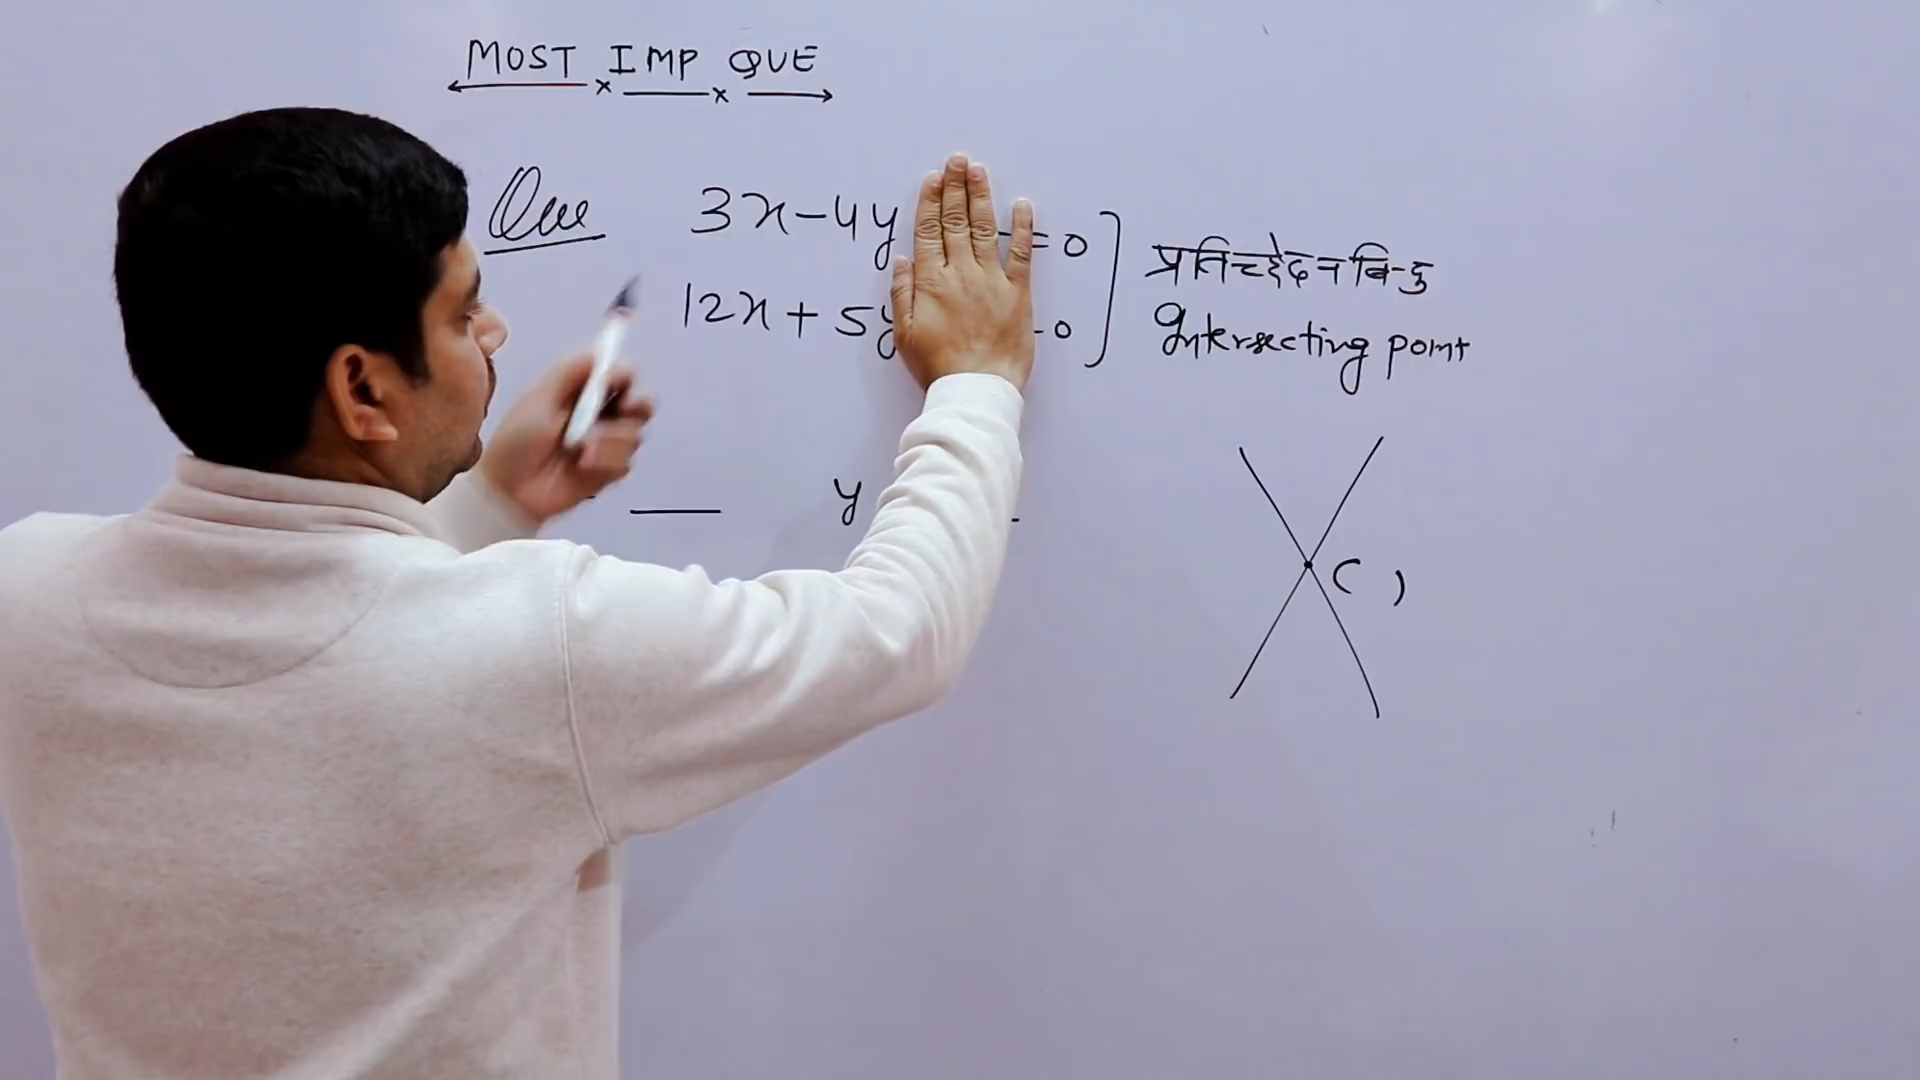 MOST IMP QUE
Que 3x-4y =0
12x+5y 0
प्रतिच्छेदन बिन्दु
Intersecting point
y
( )